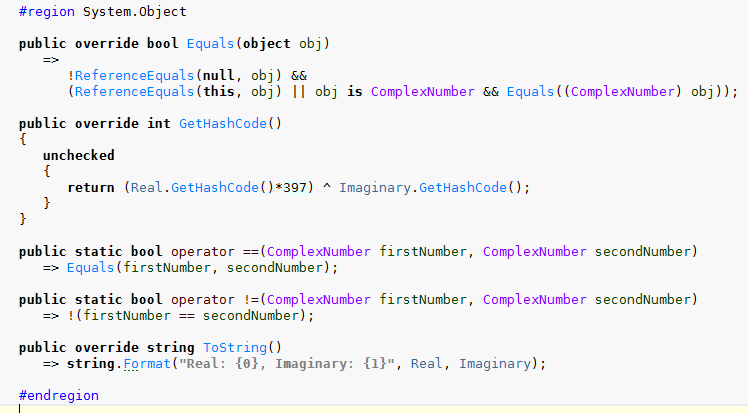 #region System.Object
public override bool Equals(object obj)
=>
!ReferenceEquals(null, obj) &&
(ReferenceEquals(this, obj) || obj is ComplexNumber && Equals((ComplexNumber) obj));
public override int GetHashCode()
{
unchecked
{
return (Real.GetHashCode()*397) ^ Imaginary.GetHashCode();
}
}
public static bool operator ==(ComplexNumber firstNumber, ComplexNumber secondNumber)
=> Equals(firstNumber, secondNumber);
public static bool operator !=(ComplexNumber firstNumber, ComplexNumber secondNumber)
=> !(firstNumber == secondNumber);
public override string ToString()
=> string.Format("Real: {0}, Imaginary: {1}", Real, Imaginary);
#endregion